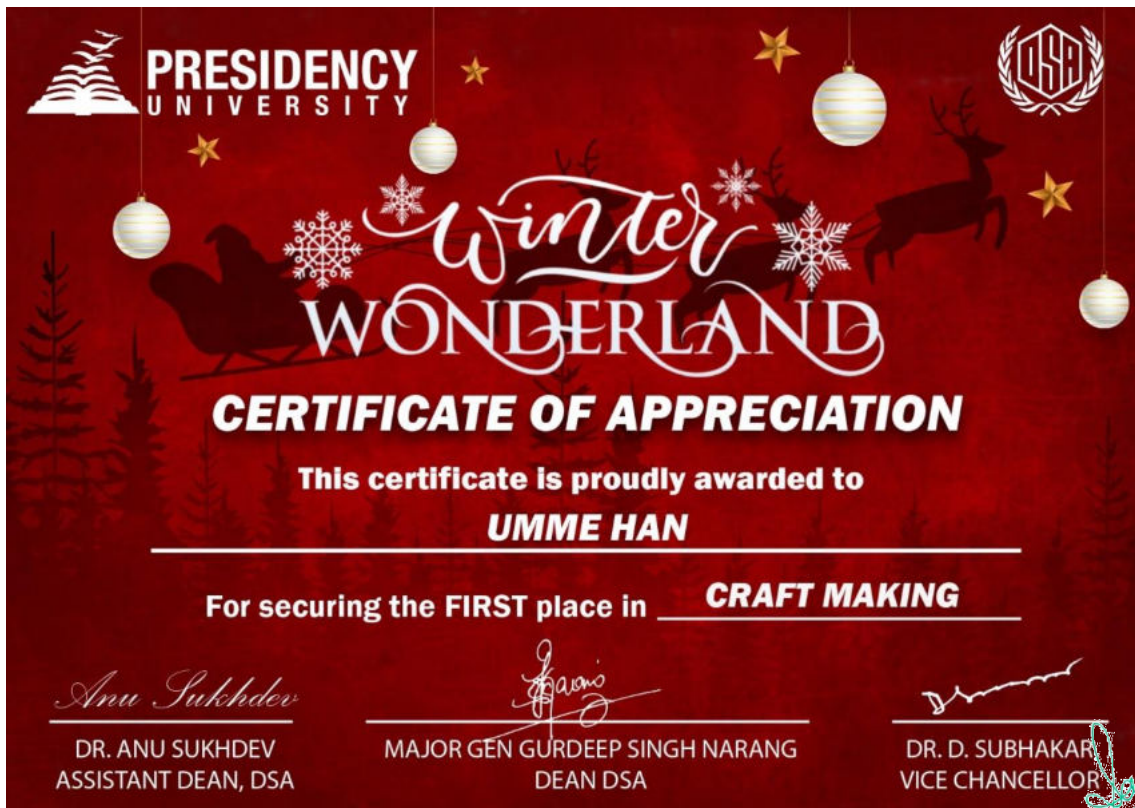 PRESIDENCY
UNIVERSITY
DSA
Winter
WONDERLAND
CERTIFICATE OF APPRECIATION
This certificate is proudly awarded to
UMME HAN
For securing the FIRST place in CRAFT MAKING
Anu Sukhdev
DR. ANU SUKHDEV
ASSISTANT DEAN, DSA
MAJOR GEN GURDEEP SINGH NARANG
DEAN DSA
DR. D. SUBHAKAR
VICE CHANCELLOR